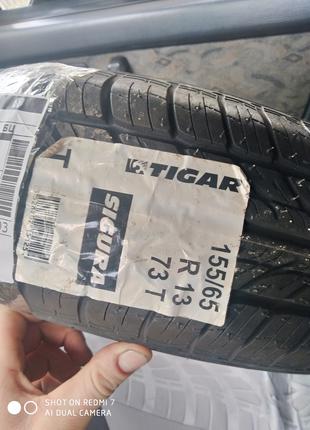 TIGAR
SIGURA
T
155/65
R 13
73 T
SHOT ON REDMI 7
AI DUAL CAMERA